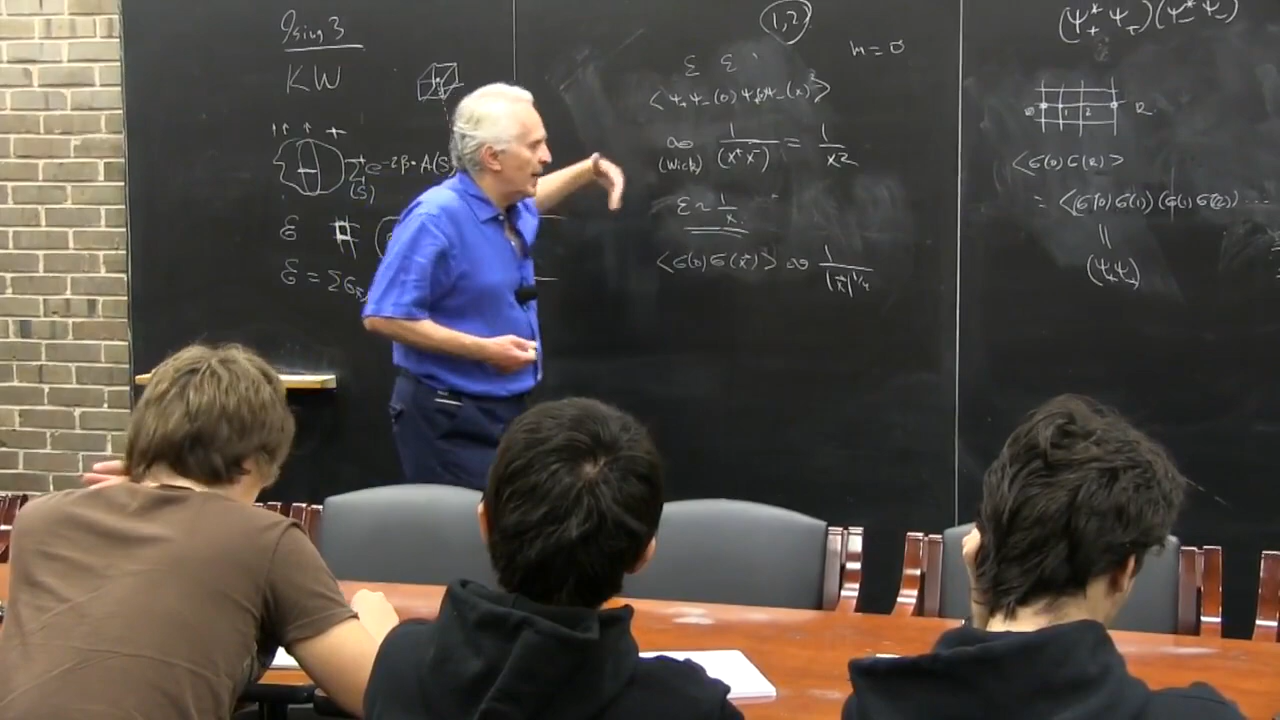 Ising 3
KW
e^{-2β · A(S)}
{S}
ℰ
ℰ = Σ σ
(1,2)
m = 0
Σ Σ
< ψ+ ψ-(0) ψ+ ψ-(x) >
∞ 1/(x⁺ x⁻) = 1/x2
(Wick)
Σ ~ 1/x.
< σ(0) σ(x⃗) > ∞ 1/|x⃗|^{1/4}
(ψ*+ ψ+)(ψ*- ψ-)
1 2 R
< σ(0) σ(R) >
= < (σ(0) σ(1)) (σ(1) σ(2)) ...
||
(ψ+ ψ-)